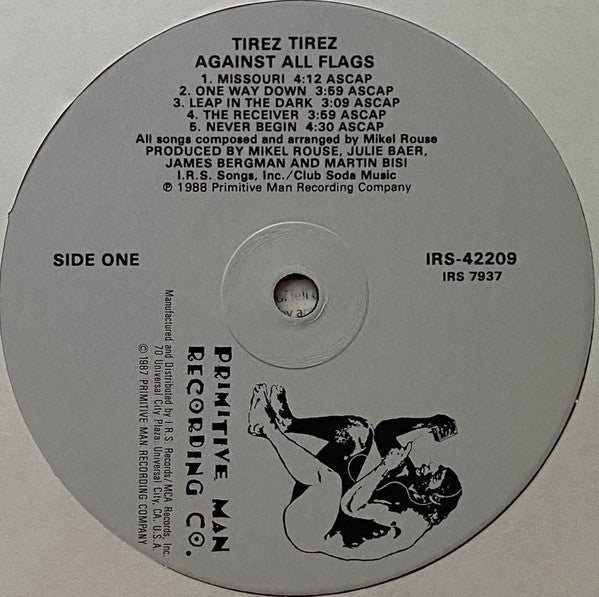 TIREZ TIREZ
AGAINST ALL FLAGS
1. MISSOURI 4:12 ASCAP
2. ONE WAY DOWN 3:59 ASCAP
3. LEAP IN THE DARK 3:09 ASCAP
4. THE RECEIVER 3:59 ASCAP
5. NEVER BEGIN 4:30 ASCAP
All songs composed and arranged by Mikel Rouse
PRODUCED BY MIKEL ROUSE, JULIE BAER,
JAMES BERGMAN AND MARTIN BISI
I.R.S. Songs, Inc./Club Soda Music
℗ 1988 Primitive Man Recording Company
SIDE ONE
IRS-42209
IRS 7937
PRIMITIVE MAN
RECORDING CO.
Manufactured and Distributed by I.R.S. Records/MCA Records, Inc.
70 Universal City Plaza, Universal City, CA. U.S.A.
© 1987 PRIMITIVE MAN RECORDING COMPANY